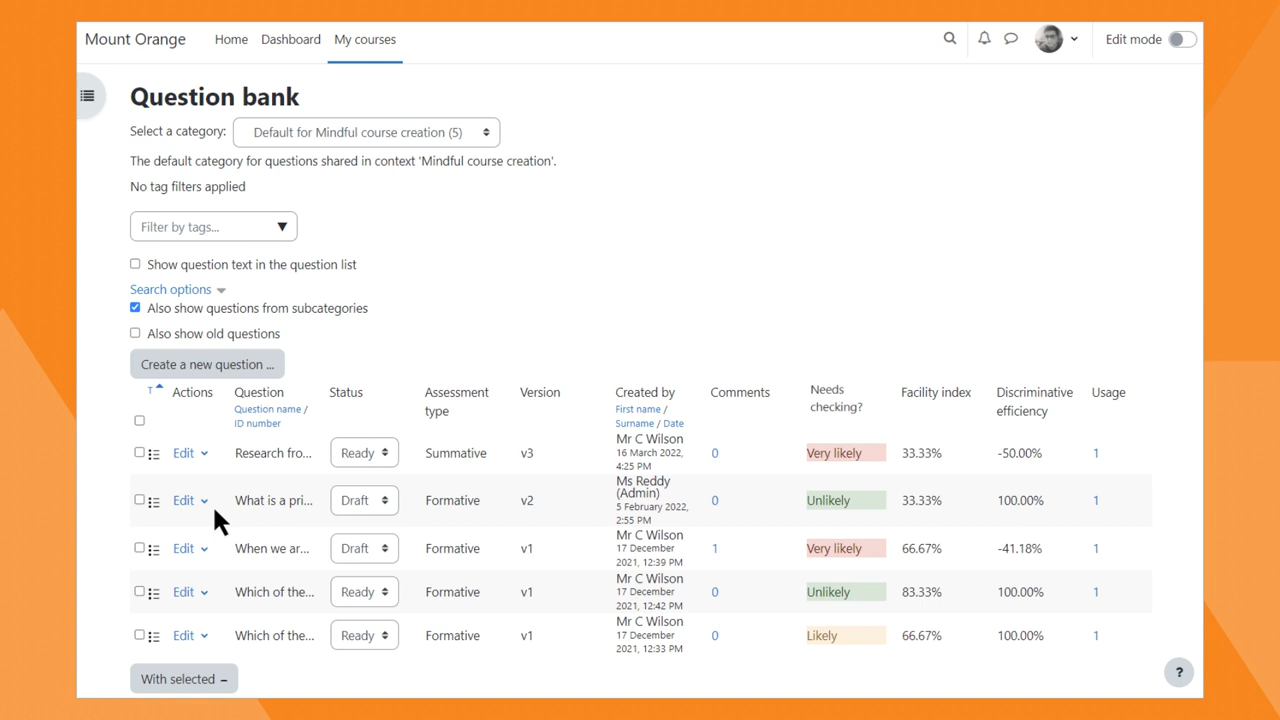 Mount Orange Home Dashboard My courses Edit mode
Question bank
Select a category: Default for Mindful course creation (5)
The default category for questions shared in context 'Mindful course creation'.
No tag filters applied
Filter by tags...
Show question text in the question list
Search options
Also show questions from subcategories
Also show old questions
Create a new question ...
T Actions Question Status Assessment type Version Created by Comments Needs checking? Facility index Discriminative efficiency Usage
Question name / ID number First name / Surname / Date
Edit Research fro... Ready Summative v3 Mr C Wilson 16 March 2022, 4:25 PM 0 Very likely 33.33% -50.00% 1
Edit What is a pri... Draft Formative v2 Ms Reddy (Admin) 5 February 2022, 2:55 PM 0 Unlikely 33.33% 100.00% 1
Edit When we ar... Draft Formative v1 Mr C Wilson 17 December 2021, 12:39 PM 1 Very likely 66.67% -41.18% 1
Edit Which of the... Ready Formative v1 Mr C Wilson 17 December 2021, 12:42 PM 0 Unlikely 83.33% 100.00% 1
Edit Which of the... Ready Formative v1 Mr C Wilson 17 December 2021, 12:33 PM 0 Likely 66.67% 100.00% 1
With selected
?